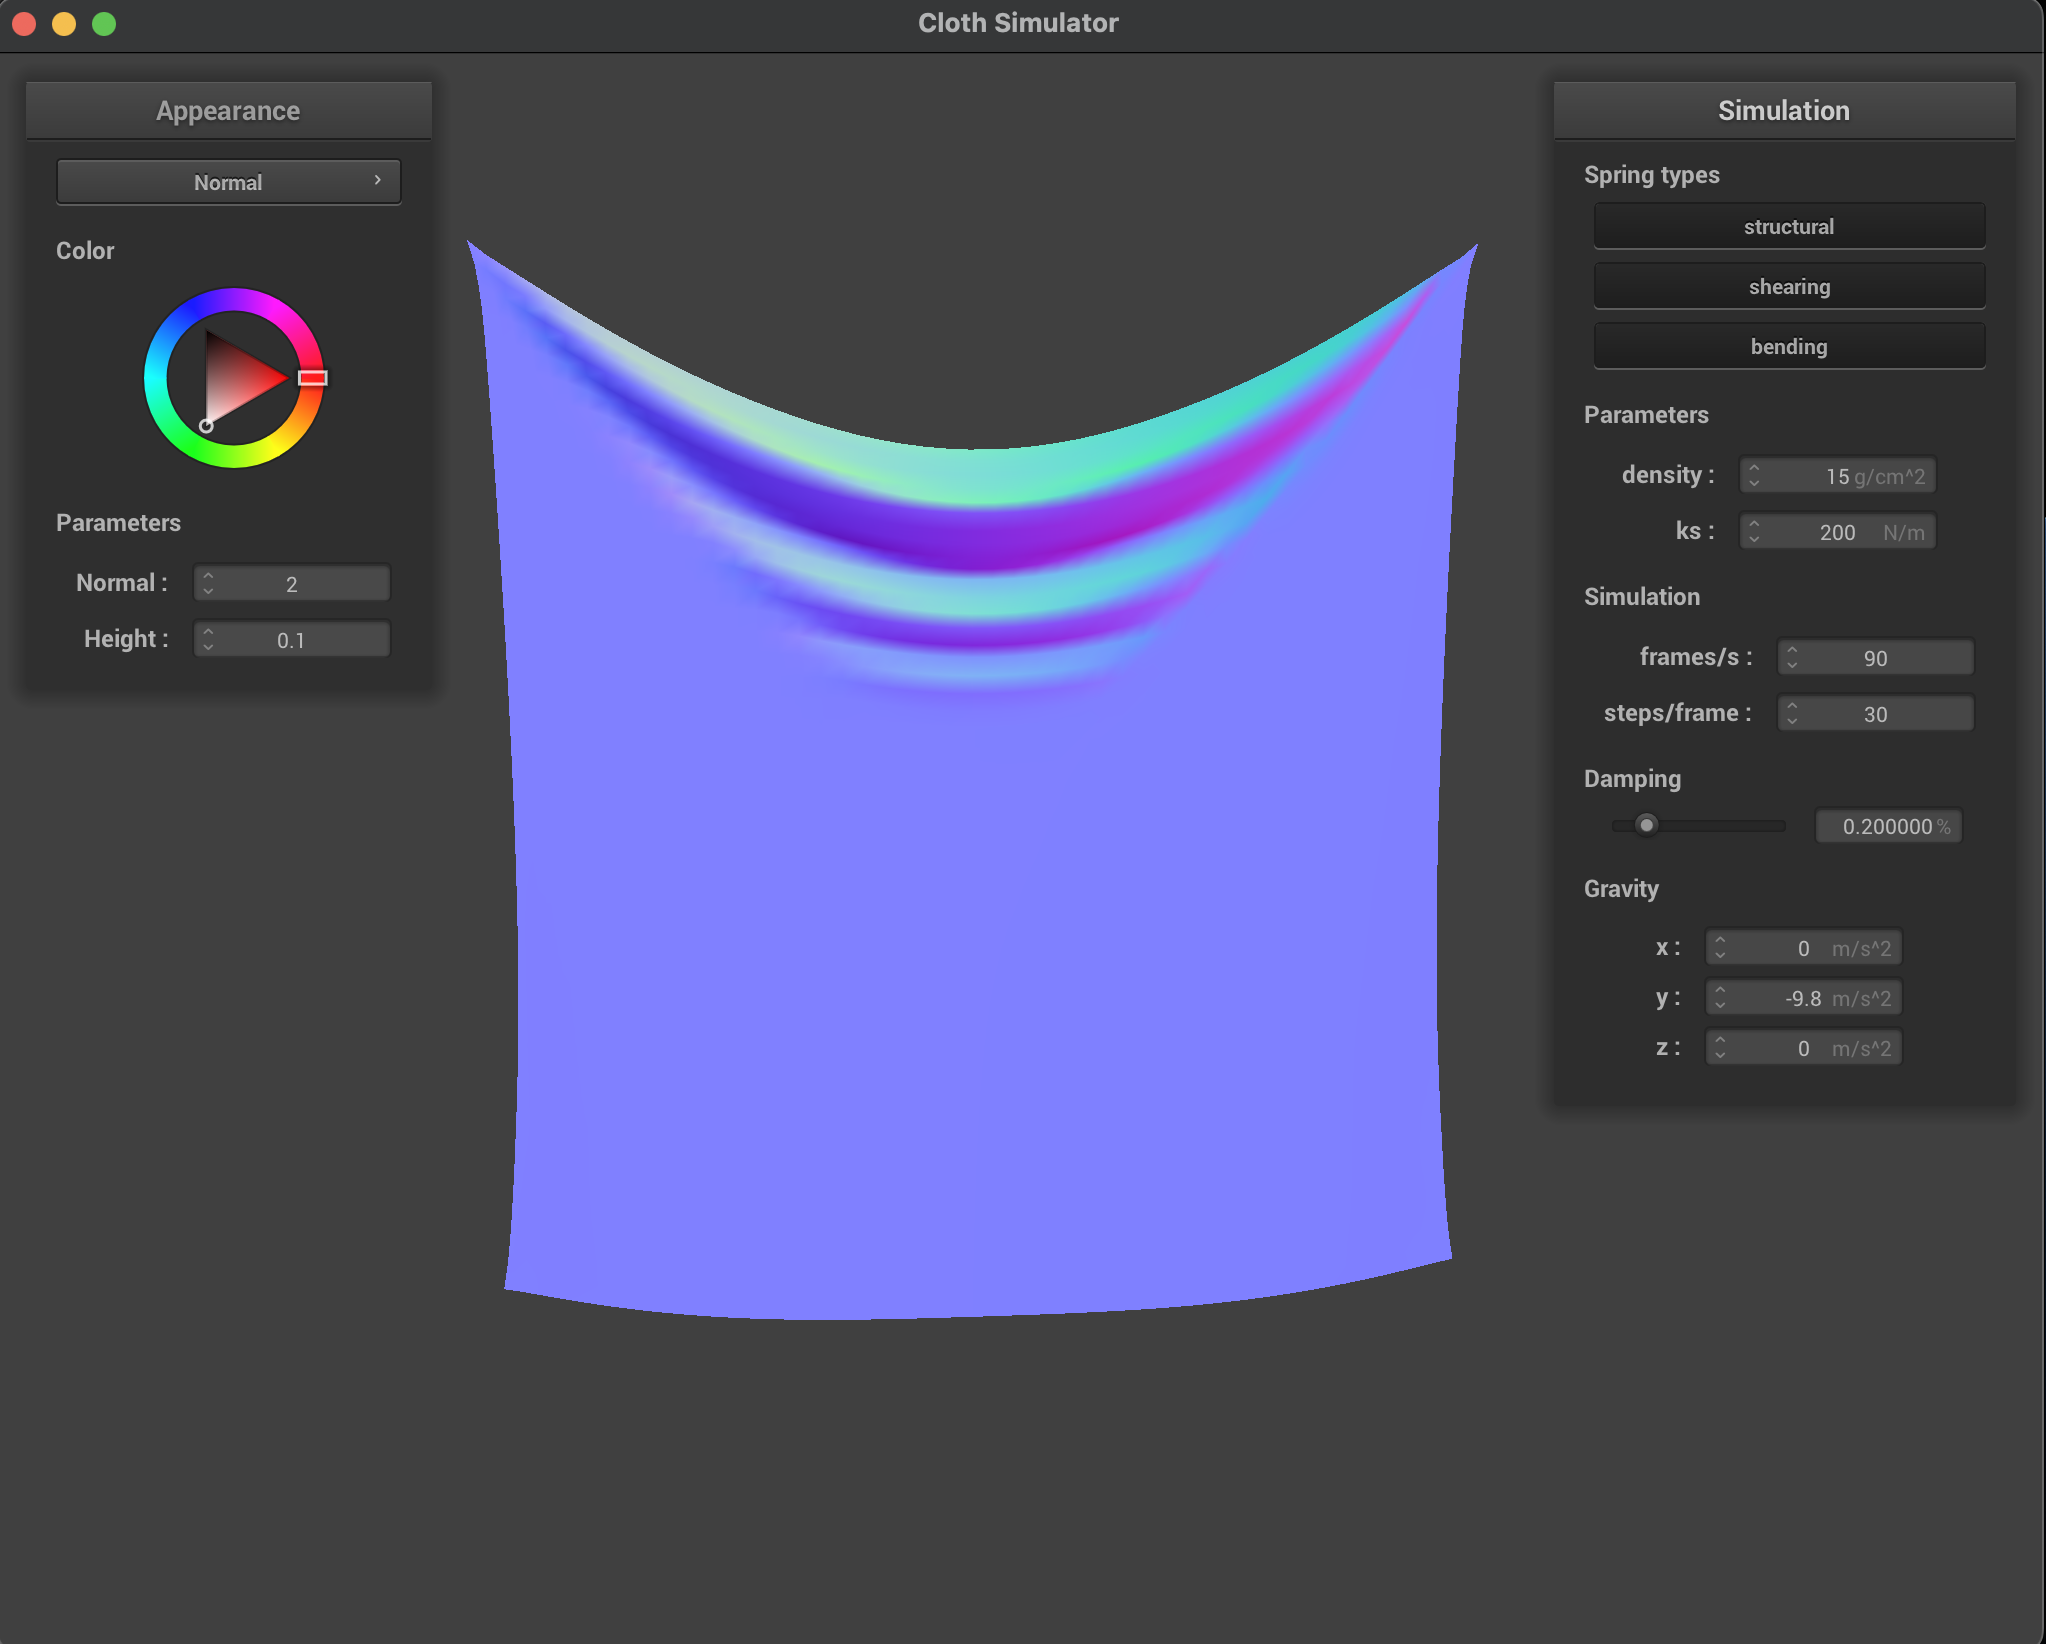 Cloth Simulator
Appearance
Normal
Color
Parameters
Normal : 2
Height : 0.1
Simulation
Spring types
structural
shearing
bending
Parameters
density : 15 g/cm^2
ks : 200 N/m
Simulation
frames/s : 90
steps/frame : 30
Damping
0.200000 %
Gravity
x : 0 m/s^2
y : -9.8 m/s^2
z : 0 m/s^2